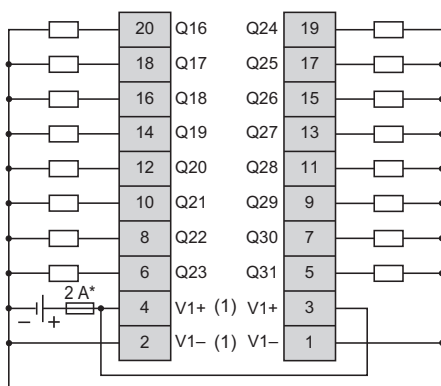 20 Q16 Q24 19
18 Q17 Q25 17
16 Q18 Q26 15
14 Q19 Q27 13
12 Q20 Q28 11
10 Q21 Q29 9
8 Q22 Q30 7
6 Q23 Q31 5
2 A*
– + 4 V1+ (1) V1+ 3
2 V1– (1) V1– 1